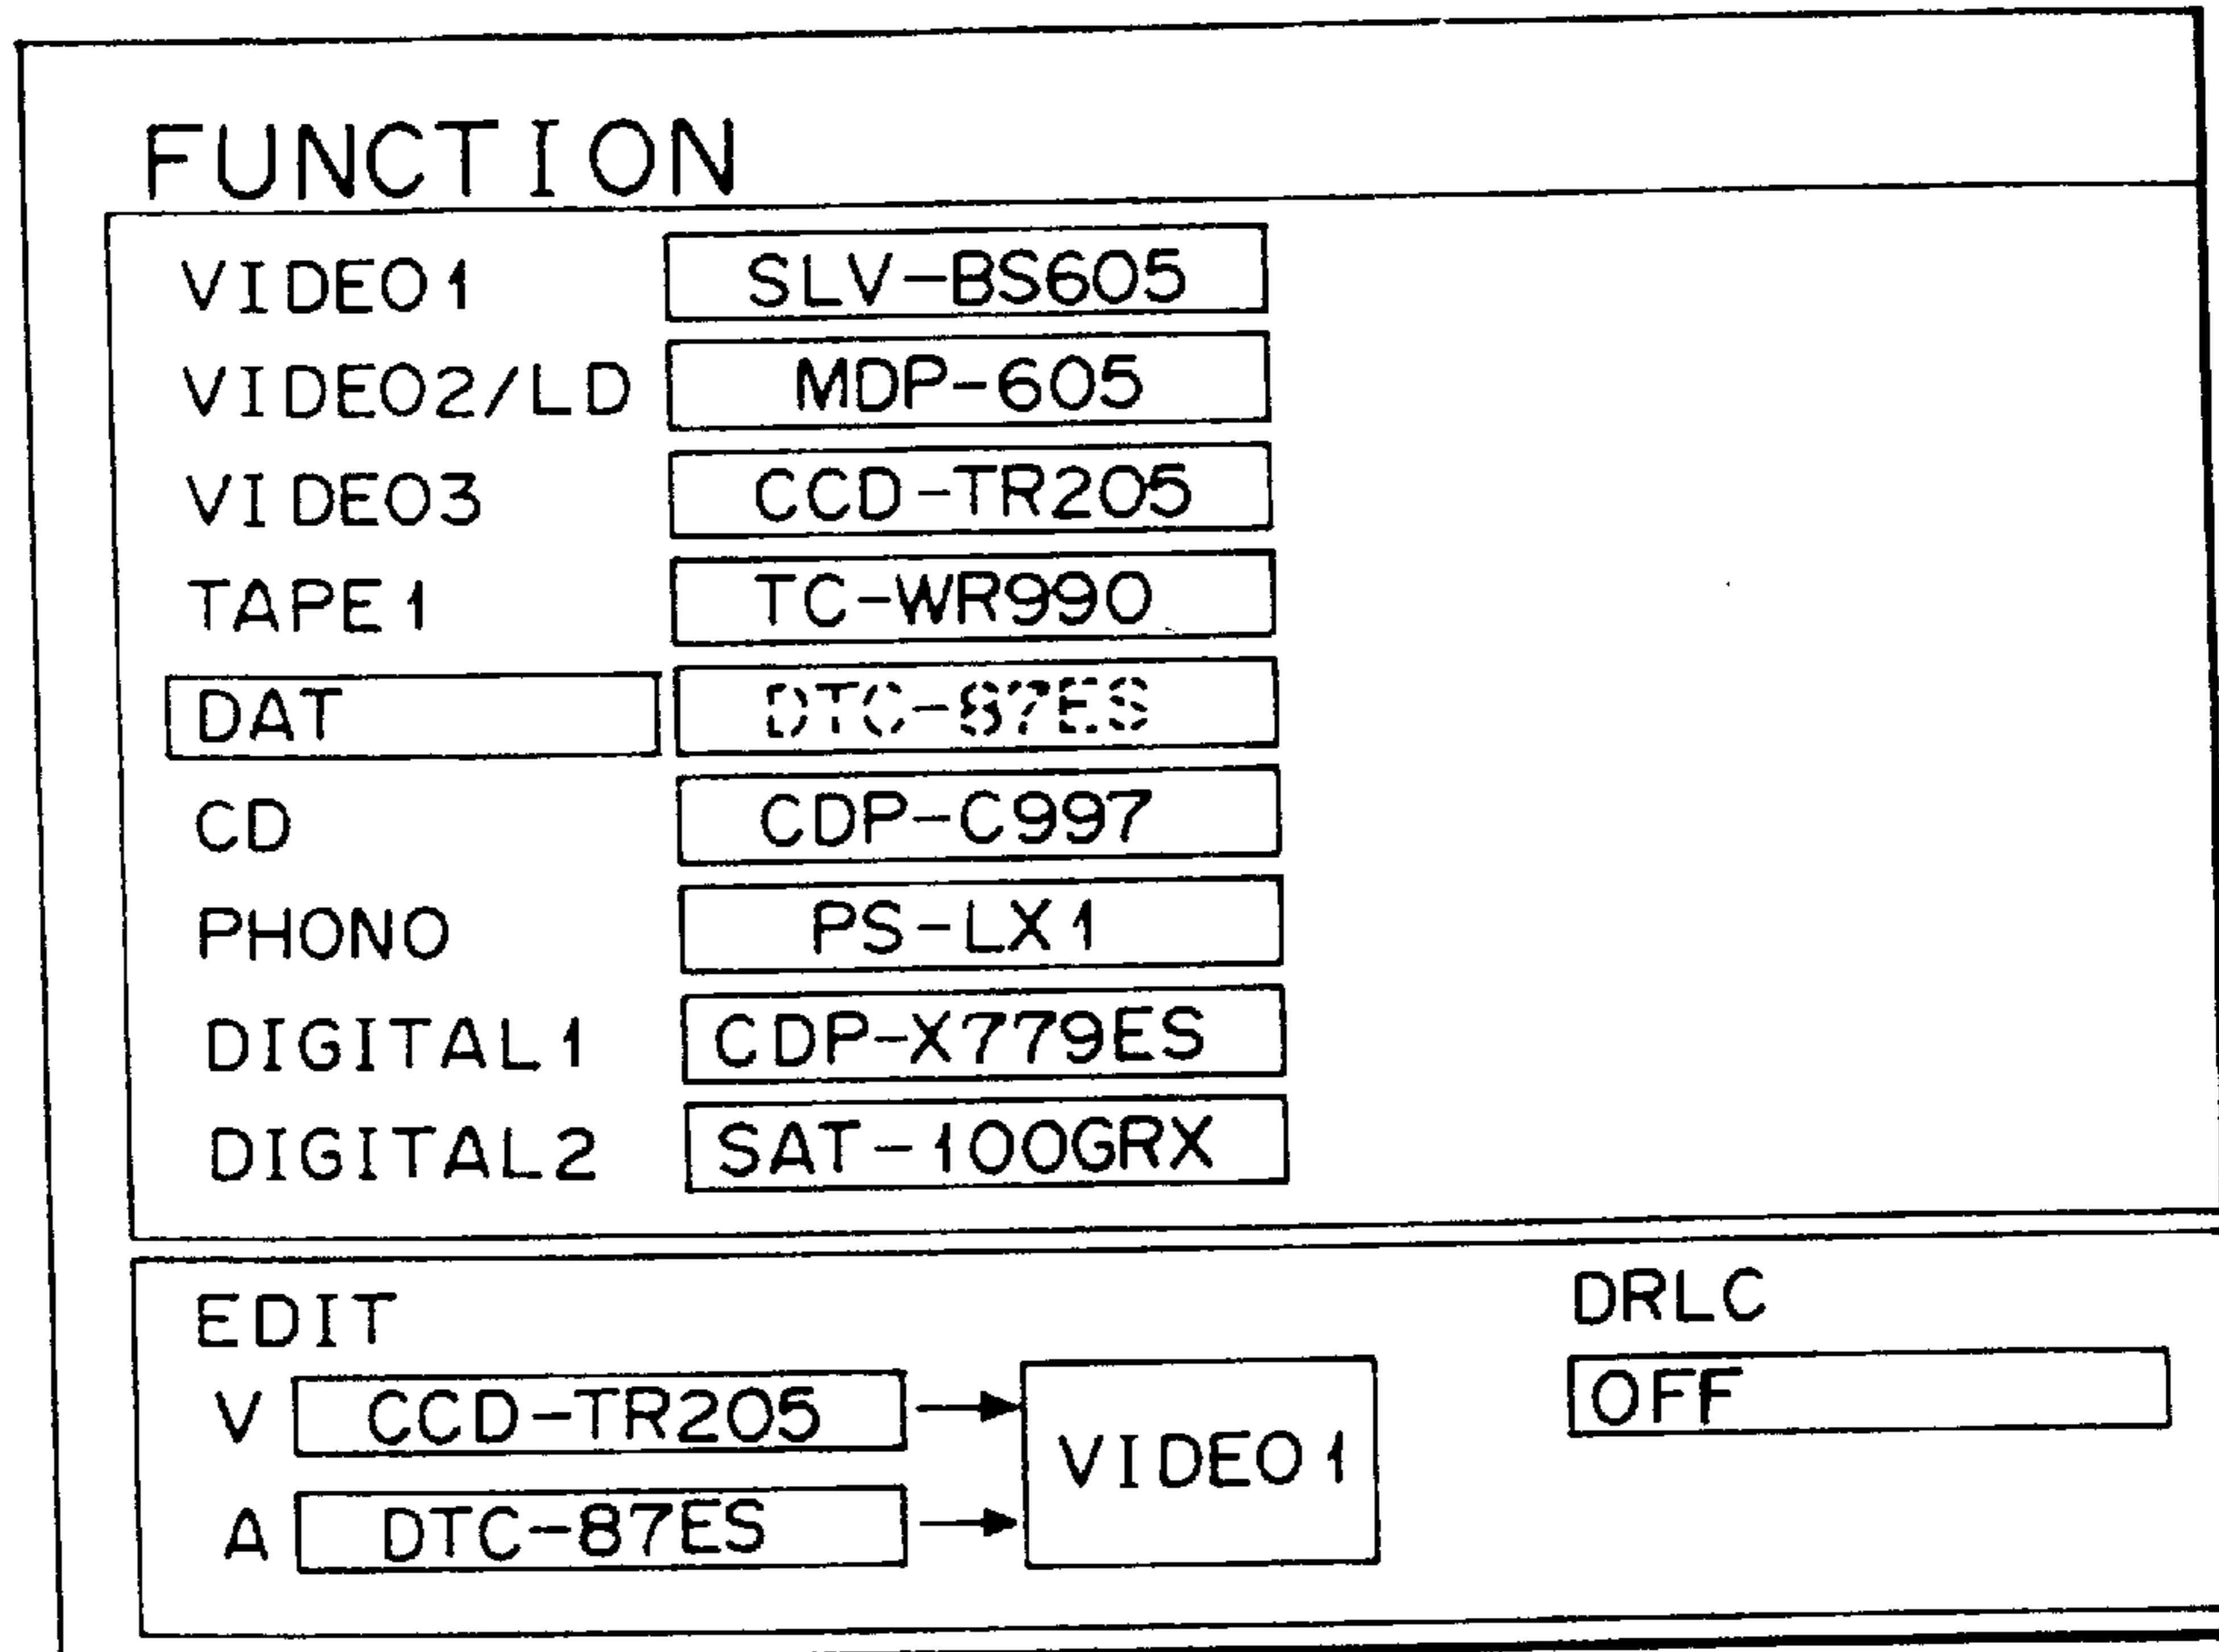 FUNCTION
VIDEO1 SLV-BS605
VIDEO2/LD MDP-605
VIDEO3 CCD-TR205
TAPE1 TC-WR990
DAT DTC-87ES
CD CDP-C997
PHONO PS-LX1
DIGITAL1 CDP-X779ES
DIGITAL2 SAT-100GRX
EDIT DRLC
V CCD-TR205 OFF
VIDEO1
A DTC-87ES